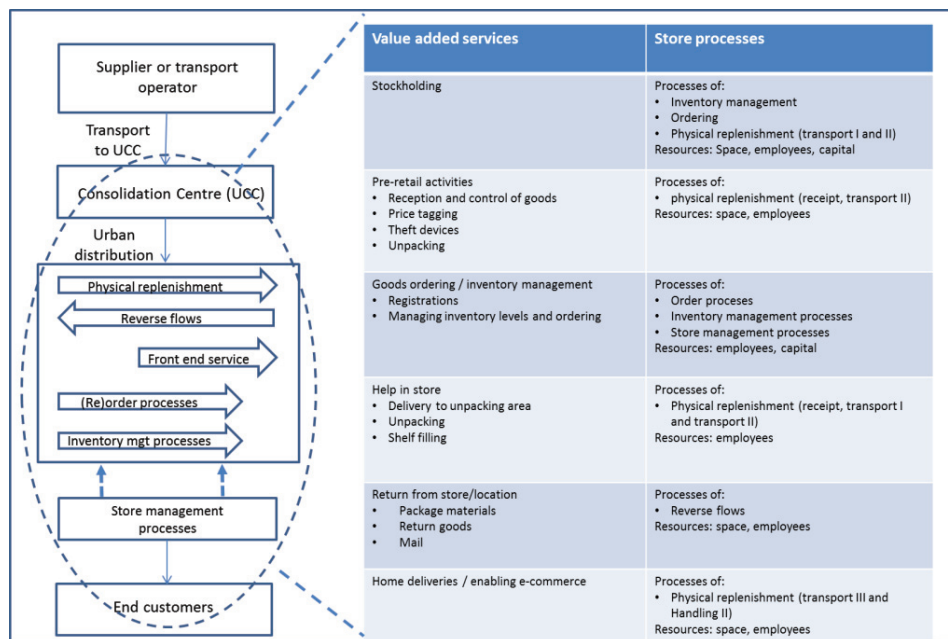 Supplier or transport
operator
Transport
to UCC
Consolidation Centre (UCC)
Urban
distribution
Physical replenishment
Reverse flows
Front end service
(Re)order processes
Inventory mgt processes
Store management
processes
End customers
Value added services
Store processes
Stockholding
Processes of:
• Inventory management
• Ordering
• Physical replenishment (transport I and II)
Resources: Space, employees, capital
Pre-retail activities
• Reception and control of goods
• Price tagging
• Theft devices
• Unpacking
Processes of:
• physical replenishment (receipt, transport II)
Resources: space, employees
Goods ordering / inventory management
• Registrations
• Managing inventory levels and ordering
Processes of:
• Order proceses
• Inventory management processes
• Store management processes
Resources: employees, capital
Help in store
• Delivery to unpacking area
• Unpacking
• Shelf filling
Processes of:
• Physical replenishment (receipt, transport I
and transport II)
Resources: employees
Return from store/location
• Package materials
• Return goods
• Mail
Processes of:
• Reverse flows
Resources: space, employees
Home deliveries / enabling e-commerce
Processes of:
• Physical replenishment (transport III and
Handling II)
Resources: space, employees